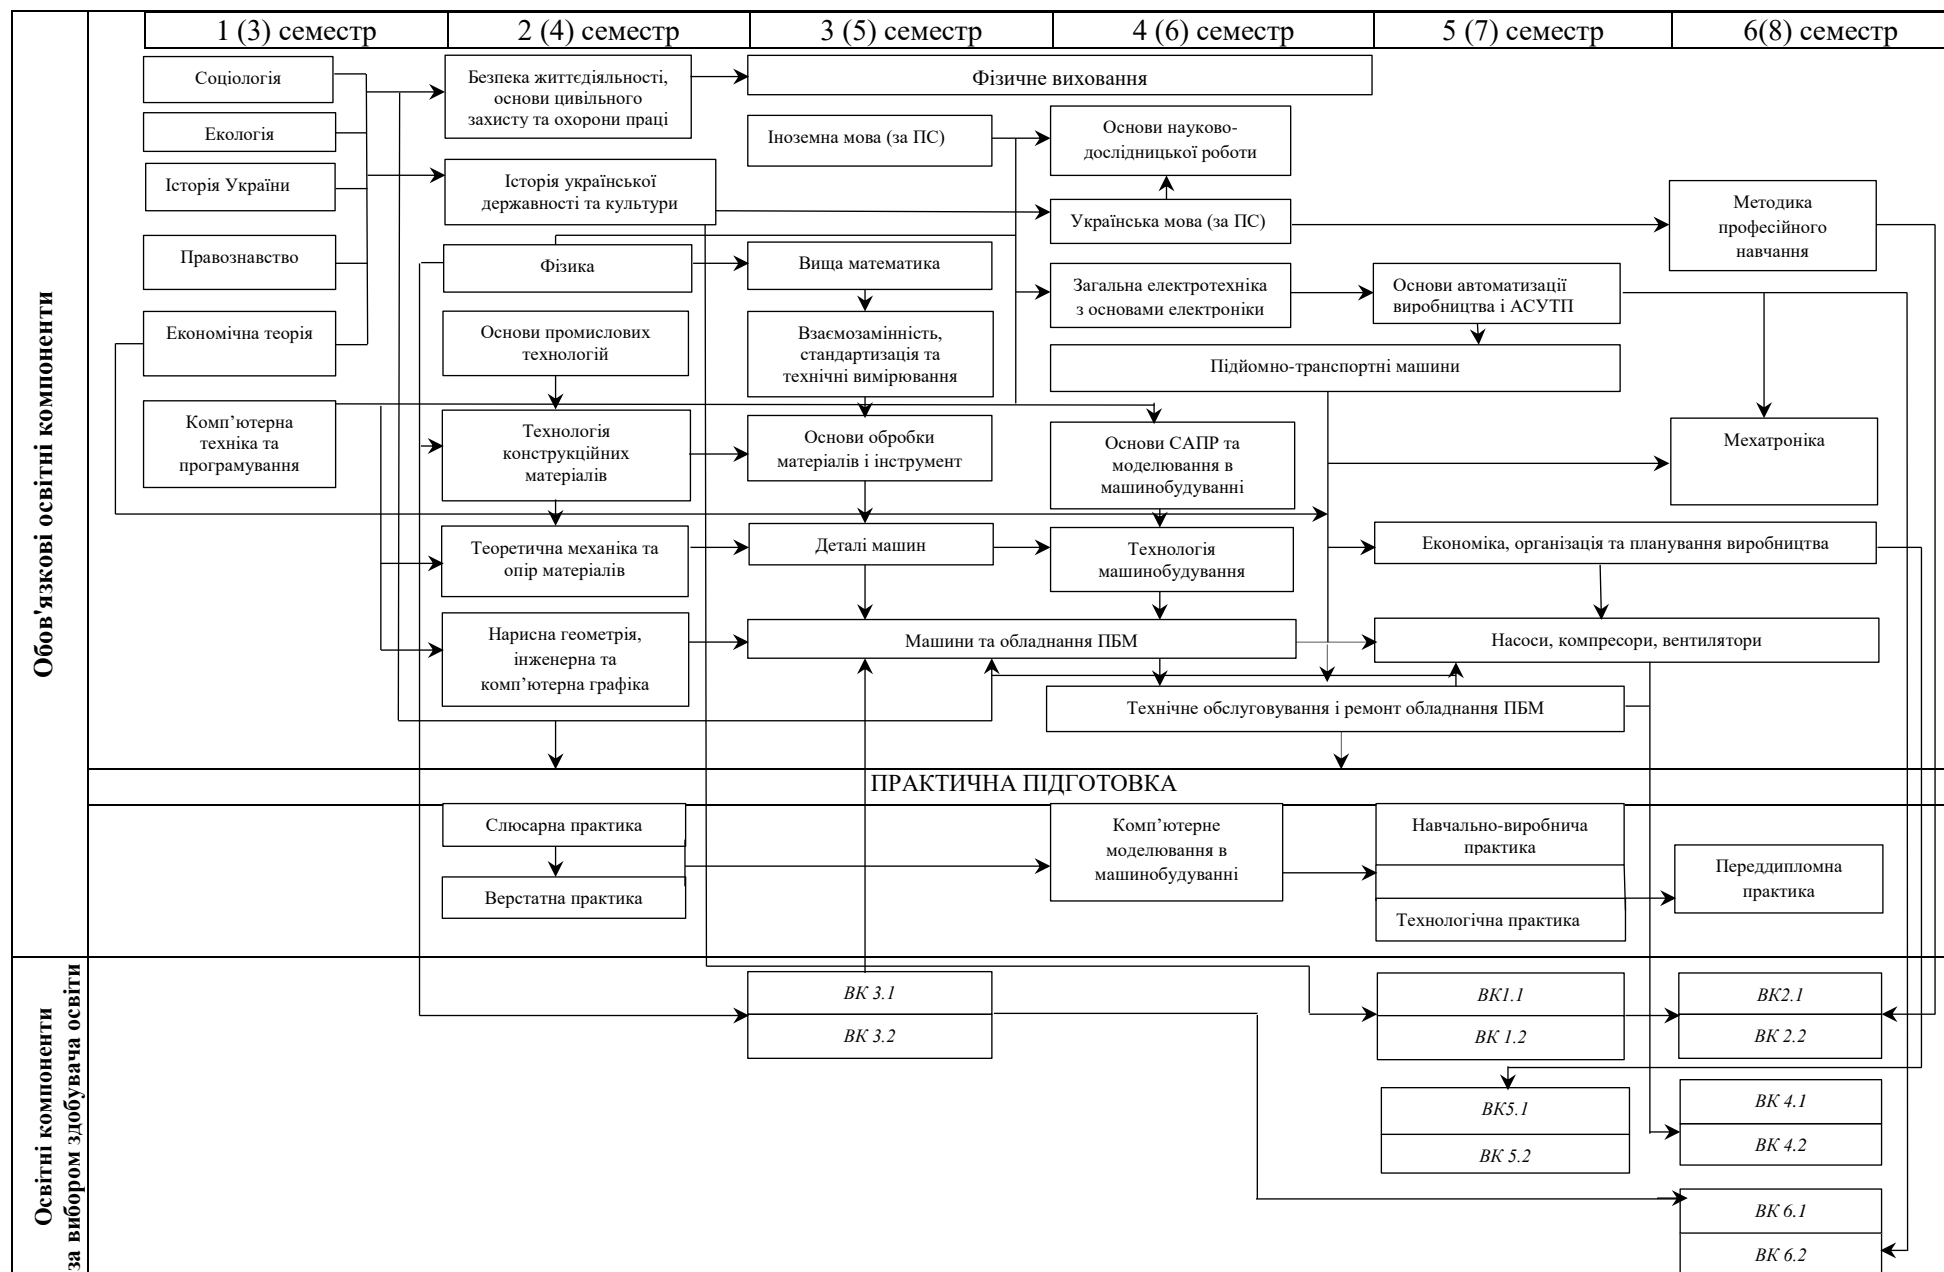 1 (3) семестр
2 (4) семестр
3 (5) семестр
4 (6) семестр
5 (7) семестр
6(8) семестр
Обов'язкові освітні компоненти
Соціологія
Екологія
Історія України
Правознавство
Економічна теорія
Комп’ютерна
техніка та
програмування
Безпека життєдіяльності,
основи цивільного
захисту та охорони праці
Історія української
державності та культури
Фізика
Основи промислових
технологій
Технологія
конструкційних
матеріалів
Теоретична механіка та
опір матеріалів
Нарисна геометрія,
інженерна та
комп’ютерна графіка
Фізичне виховання
Іноземна мова (за ПС)
Вища математика
Взаємозамінність,
стандартизація та
технічні вимірювання
Основи обробки
матеріалів і інструмент
Деталі машин
Машини та обладнання ПБМ
Основи науково-
дослідницької роботи
Українська мова (за ПС)
Загальна електротехніка
з основами електроніки
Підйомно-транспортні машини
Основи САПР та
моделювання в
машинобудуванні
Технологія
машинобудування
Технічне обслуговування і ремонт обладнання ПБМ
Основи автоматизації
виробництва і АСУТП
Економіка, організація та планування виробництва
Насоси, компресори, вентилятори
Методика
професійного
навчання
Мехатроніка
ПРАКТИЧНА ПІДГОТОВКА
Слюсарна практика
Верстатна практика
Комп’ютерне
моделювання в
машинобудуванні
Навчально-виробнича
практика
Технологічна практика
Переддипломна
практика
Освітні компоненти
за вибором здобувача освіти
ВК 3.1
ВК 3.2
ВК1.1
ВК 1.2
ВК2.1
ВК 2.2
ВК5.1
ВК 5.2
ВК 4.1
ВК 4.2
ВК 6.1
ВК 6.2